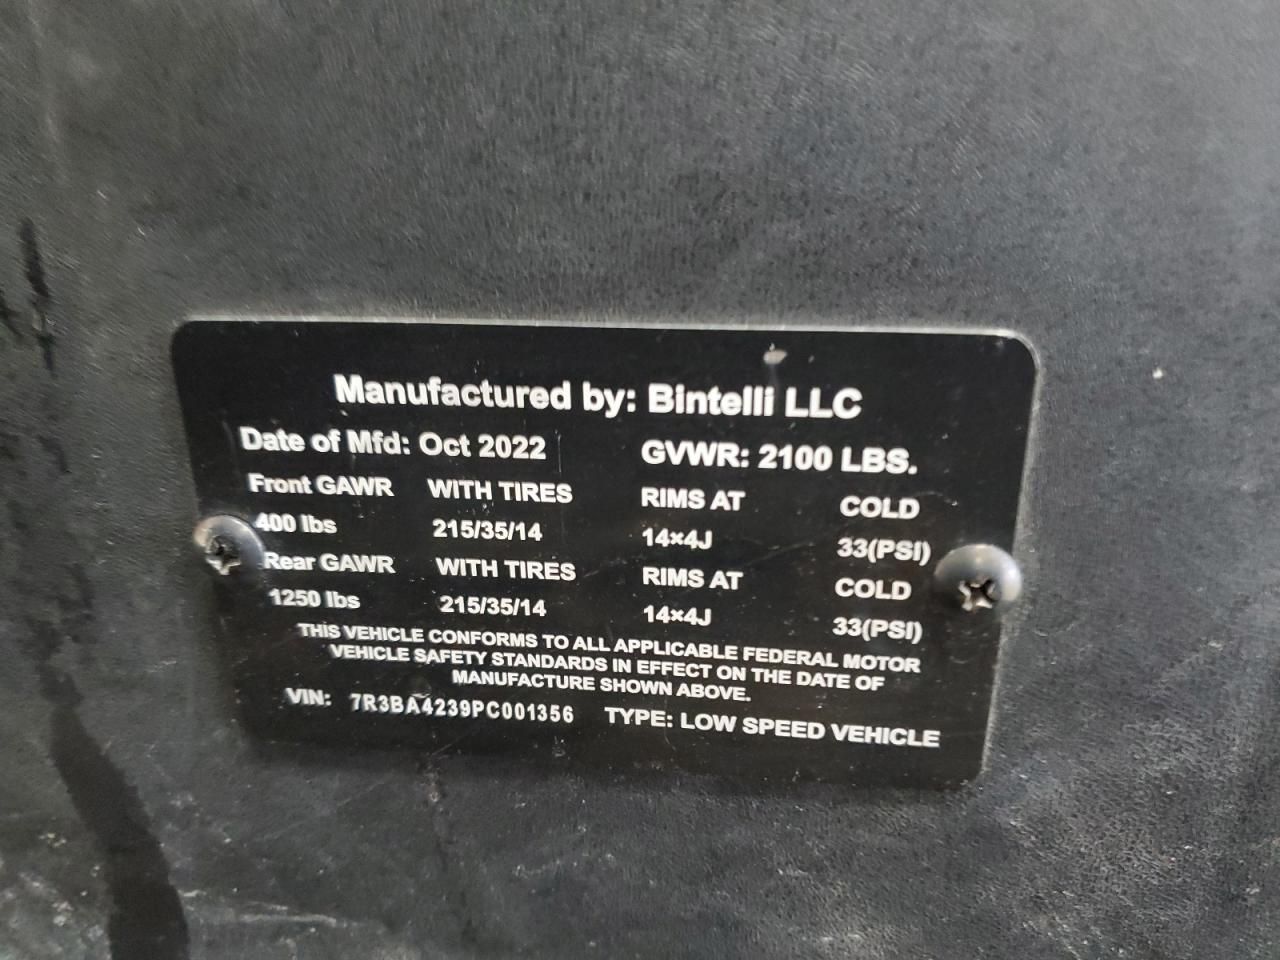 Manufactured by: Bintelli LLC
Date of Mfd: Oct 2022 GVWR: 2100 LBS.
Front GAWR WITH TIRES RIMS AT COLD
400 lbs 215/35/14 14×4J 33(PSI)
Rear GAWR WITH TIRES RIMS AT COLD
1250 lbs 215/35/14 14×4J 33(PSI)
THIS VEHICLE CONFORMS TO ALL APPLICABLE FEDERAL MOTOR
VEHICLE SAFETY STANDARDS IN EFFECT ON THE DATE OF
MANUFACTURE SHOWN ABOVE.
VIN: 7R3BA4239PC001356 TYPE: LOW SPEED VEHICLE